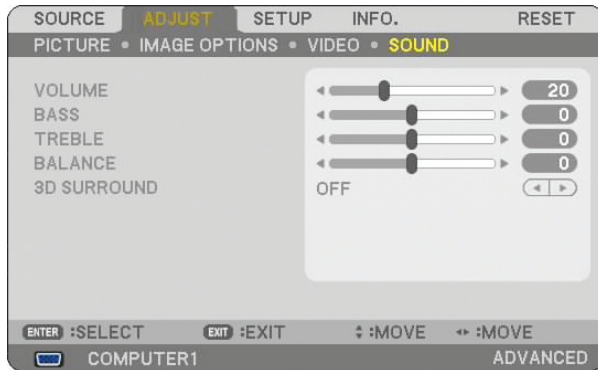 SOURCE ADJUST SETUP INFO. RESET
PICTURE • IMAGE OPTIONS • VIDEO • SOUND
VOLUME 20
BASS 0
TREBLE 0
BALANCE 0
3D SURROUND OFF
ENTER :SELECT EXIT :EXIT :MOVE :MOVE
COMPUTER1 ADVANCED